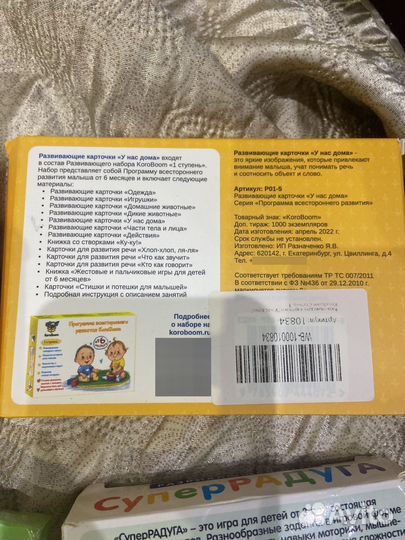 Развивающие карточки «У нас дома» входят
в состав Развивающего набора KoroBoom «1 ступень».
Набор представляет собой Программу всестороннего
развития малыша от 6 месяцев и включает следующие
материалы:
• Развивающие карточки «Одежда»
• Развивающие карточки «Игрушки»
• Развивающие карточки «Домашние животные»
• Развивающие карточки «Дикие животные»
• Развивающие карточки «У нас дома»
• Развивающие карточки «Части тела и лица»
• Развивающие карточки «Действия»
• Книжка со створками «Ку-ку!»
• Карточки для развития речи «Хлоп-хлоп, ля-ля»
• Карточки для развития речи «Что как звучит»
• Карточки для развития речи «Кто как говорит»
• Книжка «Жестовые и пальчиковые игры для детей
от 6 месяцев»
• Карточки «Стишки и потешки для малышей»
• Подробная инструкция с описанием занятий
Программа всестороннего
развития KoroBoom
Подробнее
о наборе на
koroboom.ru
Развивающие карточки «У нас дома» -
это яркие изображения, которые привлекают
внимание малыша, учат понимать речь
и соотносить объект и слово.
Артикул: P01-5
Развивающие карточки «У нас дома»
Серия «Программа всестороннего развития»
Товарный знак: «KoroBoom»
Доп. тираж: 1000 экземпляров
Дата изготовления: апрель 2022 г.
Срок службы не установлен.
Изготовлено: ИП Разниченко Я.В.
Адрес: 620142, г. Екатеринбург, ул. Цвиллинга, д.4
Тел.
Соответствует требованиям ТР ТС 007/2011
В соответствии с ФЗ №436 от 29.12.2010 г.
Артикул: 10834
WB-100010834
СуперРАДУГА
«СуперРАДУГА» – это игра для детей от
Avito